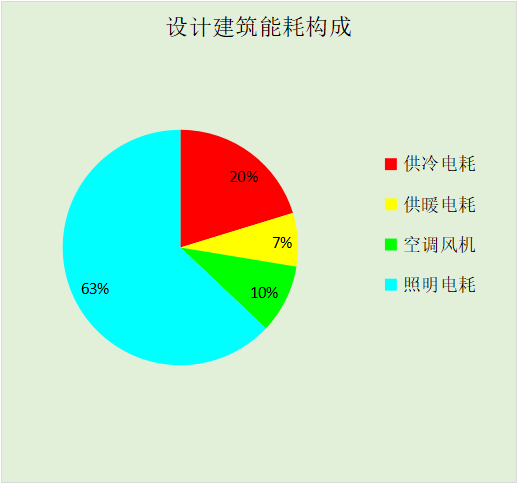 设计建筑能耗构成
20%
7%
10%
63%
供冷电耗
供暖电耗
空调风机
照明电耗